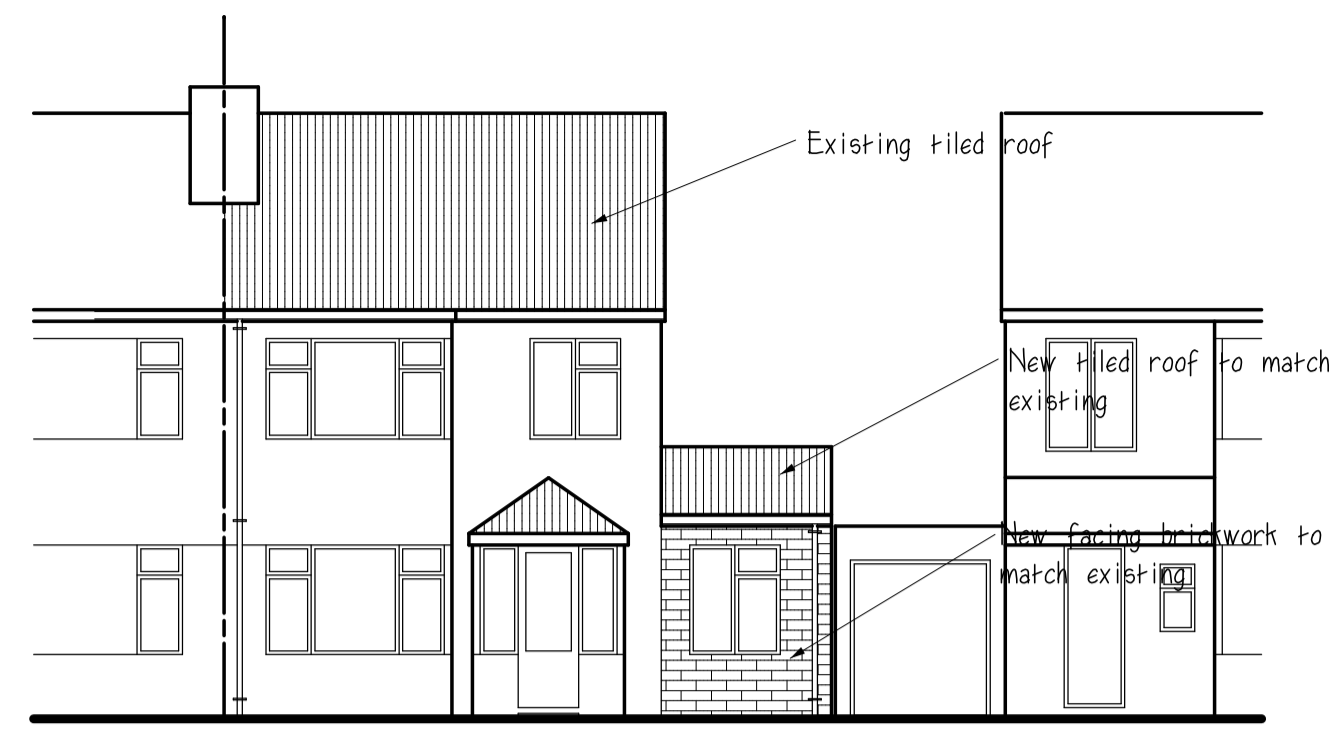 Existing tiled roof
New tiled roof to match
existing
New facing brickwork to
match existing